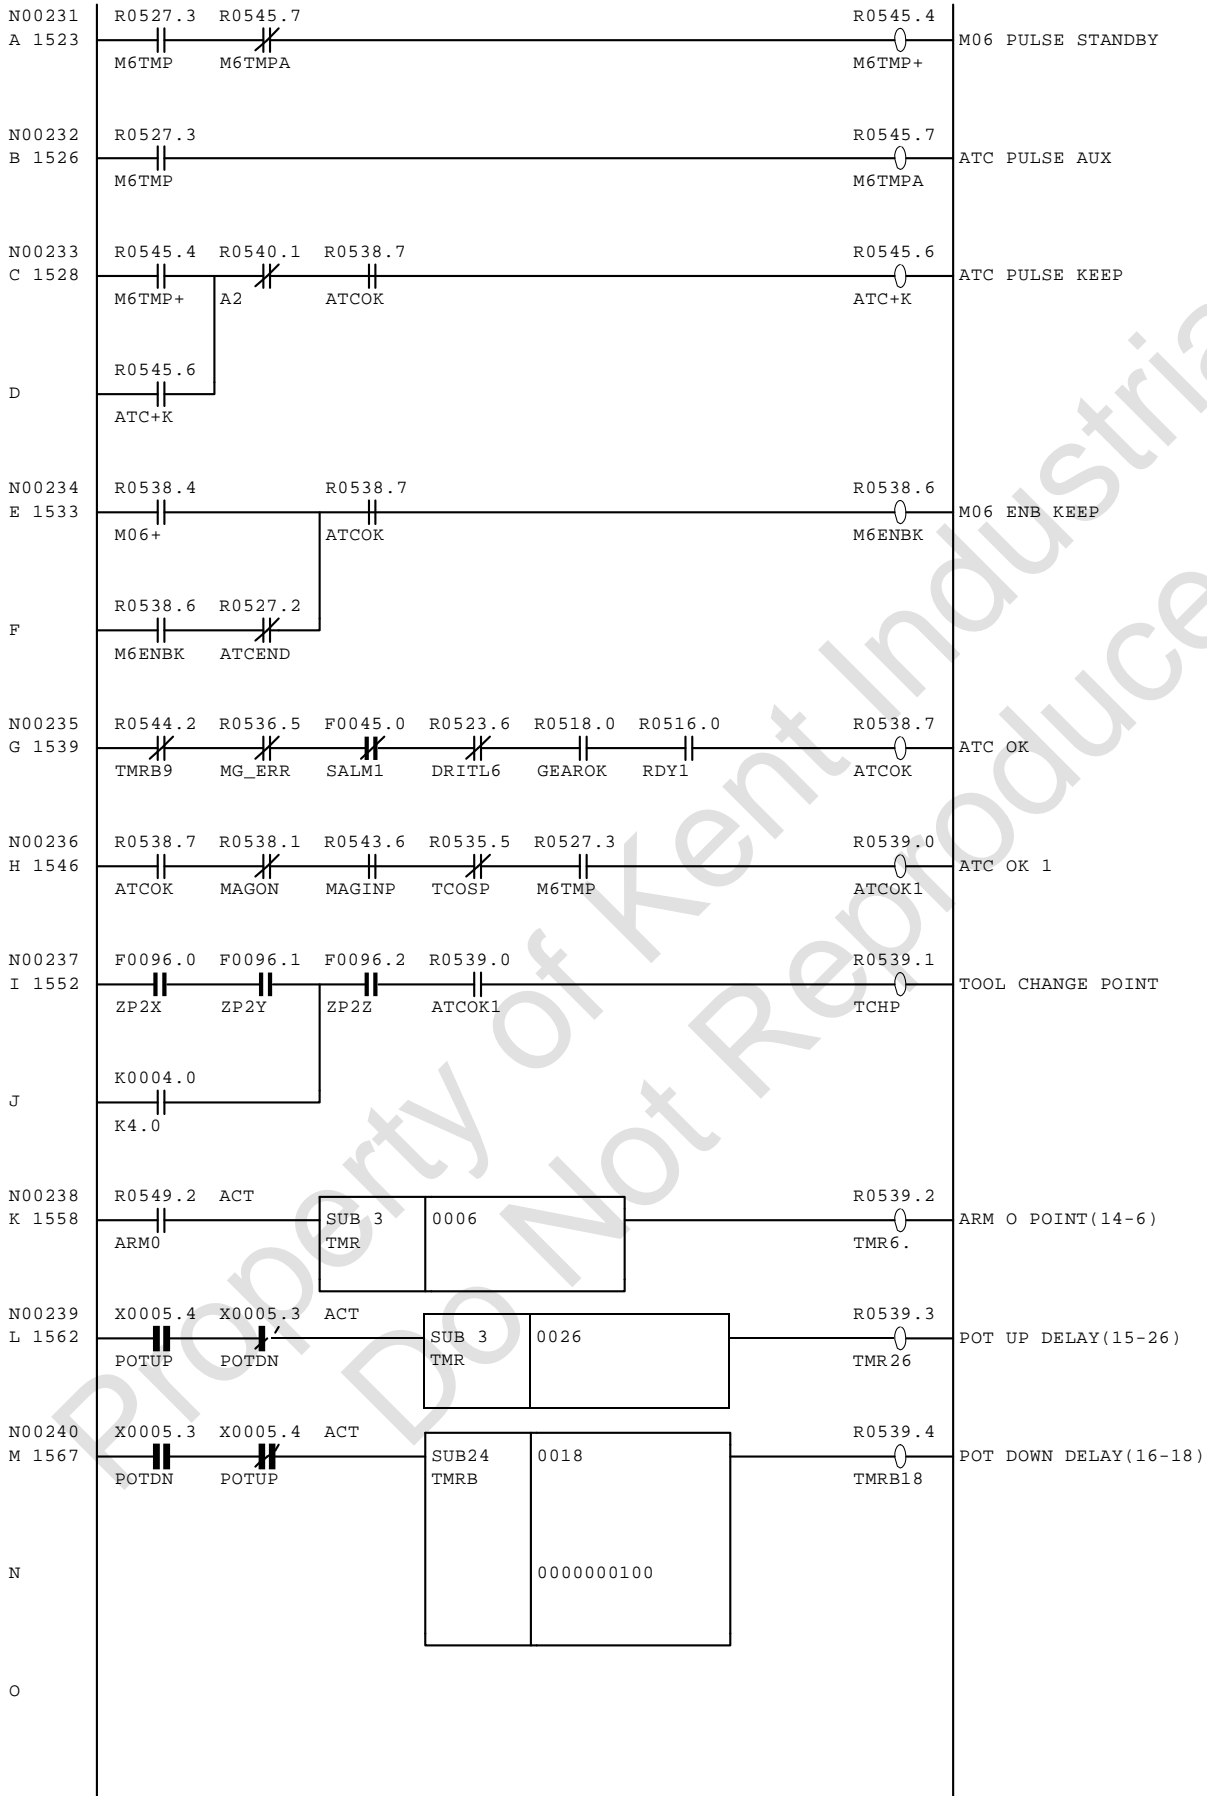 N00231 R0527.3 R0545.7 R0545.4
A 1523 M06 PULSE STANDBY
M6TMP M6TMPA M6TMP+
N00232 R0527.3 R0545.7
B 1526 ATC PULSE AUX
M6TMP M6TMPA
N00233 R0545.4 R0540.1 R0538.7 R0545.6
C 1528 ATC PULSE KEEP
M6TMP+ A2 ATCOK ATC+K
R0545.6
D
ATC+K
N00234 R0538.4 R0538.7 R0538.6
E 1533 M06 ENB KEEP
M06+ ATCOK M6ENBK
R0538.6 R0527.2
F
M6ENBK ATCEND
N00235 R0544.2 R0536.5 F0045.0 R0523.6 R0518.0 R0516.0 R0538.7
G 1539 ATC OK
TMRB9 MG_ERR SALM1 DRITL6 GEAROK RDY1 ATCOK
N00236 R0538.7 R0538.1 R0543.6 R0535.5 R0527.3 R0539.0
H 1546 ATC OK 1
ATCOK MAGON MAGINP TCOSP M6TMP ATCOK1
N00237 F0096.0 F0096.1 F0096.2 R0539.0 R0539.1
I 1552 TOOL CHANGE POINT
ZP2X ZP2Y ZP2Z ATCOK1 TCHP
K0004.0
J
K4.0
N00238 R0549.2 ACT R0539.2
K 1558 SUB 3 0006 ARM O POINT(14-6)
ARM0 TMR TMR6.
N00239 X0005.4 X0005.3 ACT R0539.3
L 1562 SUB 3 0026 POT UP DELAY(15-26)
POTUP POTDN TMR TMR26
N00240 X0005.3 X0005.4 ACT R0539.4
M 1567 SUB24 0018 POT DOWN DELAY(16-18)
POTDN POTUP TMRB TMRB18
N 0000000100
O
Property of Kent Industria
Do Not Reproduce